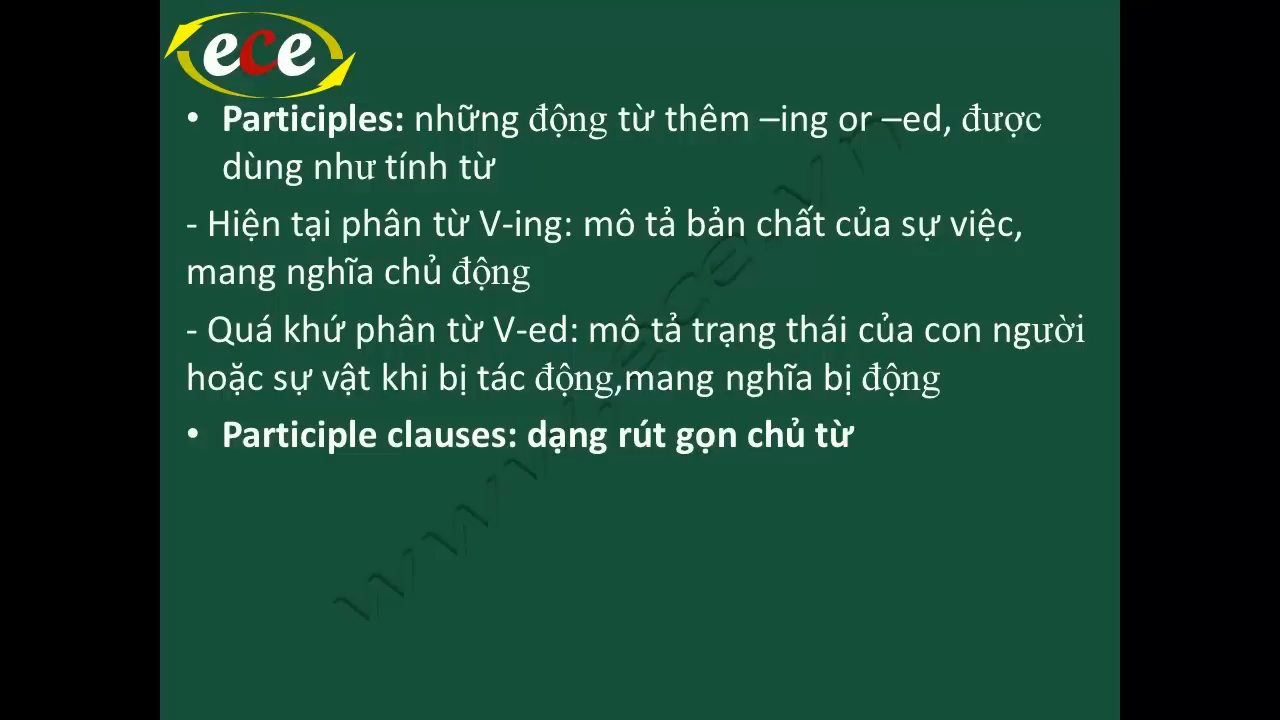 ece
• Participles: những động từ thêm –ing or –ed, được
dùng như tính từ
- Hiện tại phân từ V-ing: mô tả bản chất của sự việc,
mang nghĩa chủ động
- Quá khứ phân từ V-ed: mô tả trạng thái của con người
hoặc sự vật khi bị tác động,mang nghĩa bị động
• Participle clauses: dạng rút gọn chủ từ
www.ece.vn